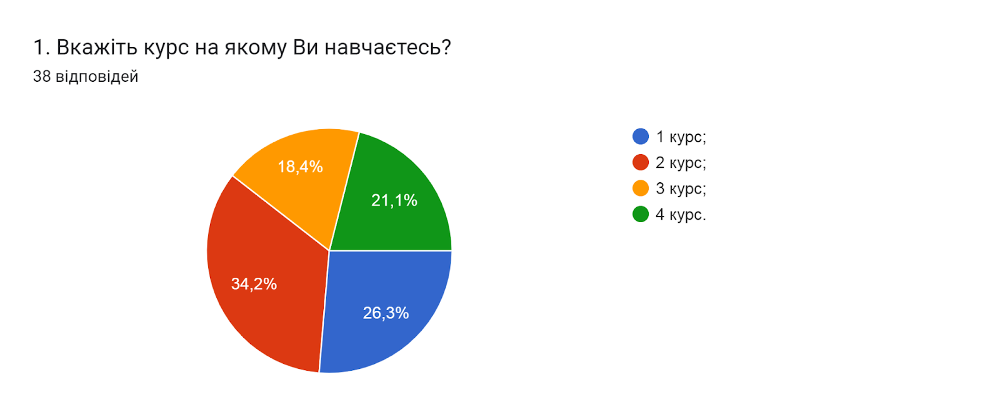 1. Вкажіть курс на якому Ви навчаєтесь?
38 відповідей
18,4%
21,1%
34,2%
26,3%
1 курс;
2 курс;
3 курс;
4 курс.